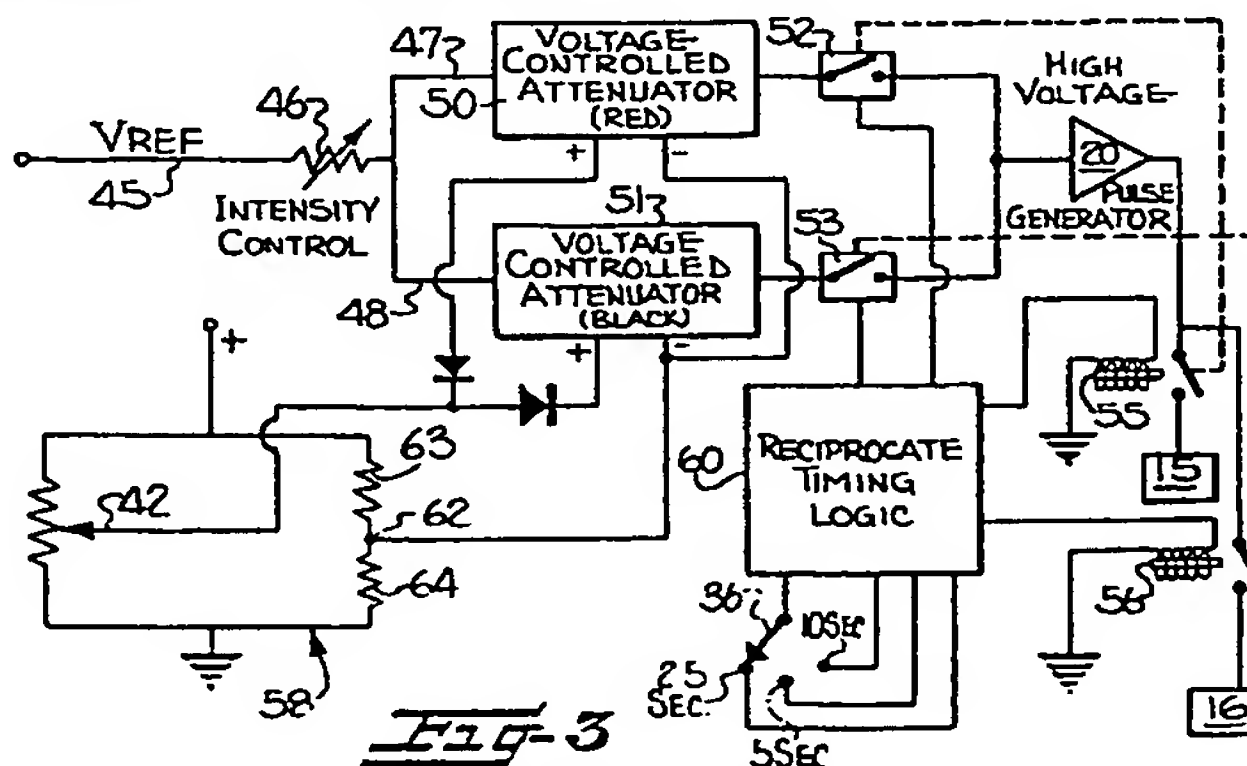 47
VOLTAGE-
CONTROLLED
ATTENUATOR
(RED)
50
+
-
52
HIGH
VOLTAGE
20
PULSE
GENERATOR
46
VREF
45
INTENSITY
CONTROL
51
VOLTAGE-
CONTROLLED
ATTENUATOR
(BLACK)
+
-
48
53
+
63
42
62
64
58
60
RECIPROCATE
TIMING
LOGIC
55
15
56
16
36
10SEC
25
SEC.
5SEC
FIG-3